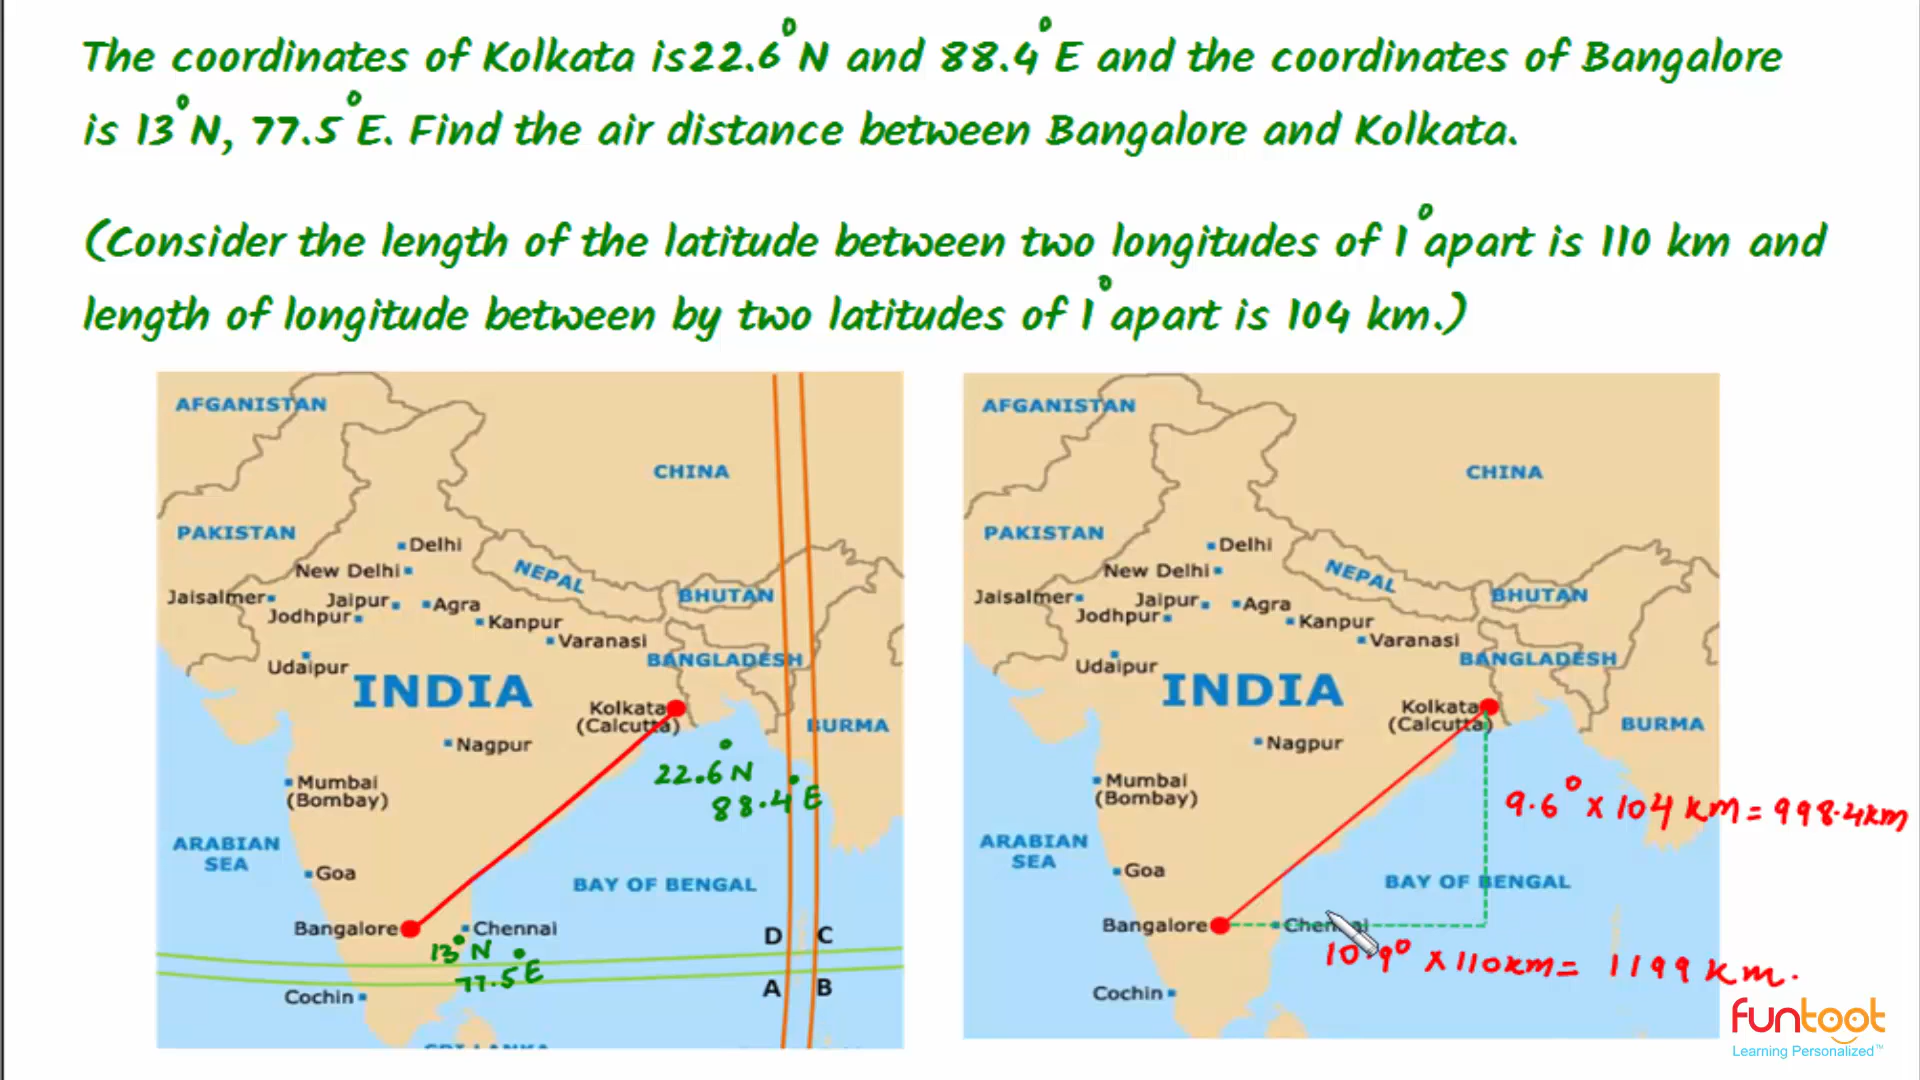 The coordinates of Kolkata is 22.6°N and 88.4°E and the coordinates of Bangalore
is 13°N, 77.5°E. Find the air distance between Bangalore and Kolkata.
(Consider the length of the latitude between two longitudes of 1° apart is 110 km and
length of longitude between by two latitudes of 1° apart is 104 km.)
AFGANISTAN
CHINA
PAKISTAN
Delhi
New Delhi
NEPAL
BHUTAN
Jaisalmer
Jaipur
Agra
Jodhpur
Kanpur
Varanasi
Udaipur
BANGLADESH
INDIA
Kolkata
(Calcutta)
BURMA
Nagpur
22.6°N
88.4°E
Mumbai
(Bombay)
ARABIAN
SEA
Goa
BAY OF BENGAL
Bangalore
Chennai
13°N
77.5°E
D C
A B
Cochin
SRI LANKA
AFGANISTAN
CHINA
PAKISTAN
Delhi
New Delhi
NEPAL
BHUTAN
Jaisalmer
Jaipur
Agra
Jodhpur
Kanpur
Varanasi
Udaipur
BANGLADESH
INDIA
Kolkata
(Calcutta)
BURMA
Nagpur
Mumbai
(Bombay)
9.6° × 104 km = 998.4km
ARABIAN
SEA
Goa
BAY OF BENGAL
Bangalore
Chennai
10.9° × 110km = 1199 km.
Cochin
funtoot
Learning Personalized™